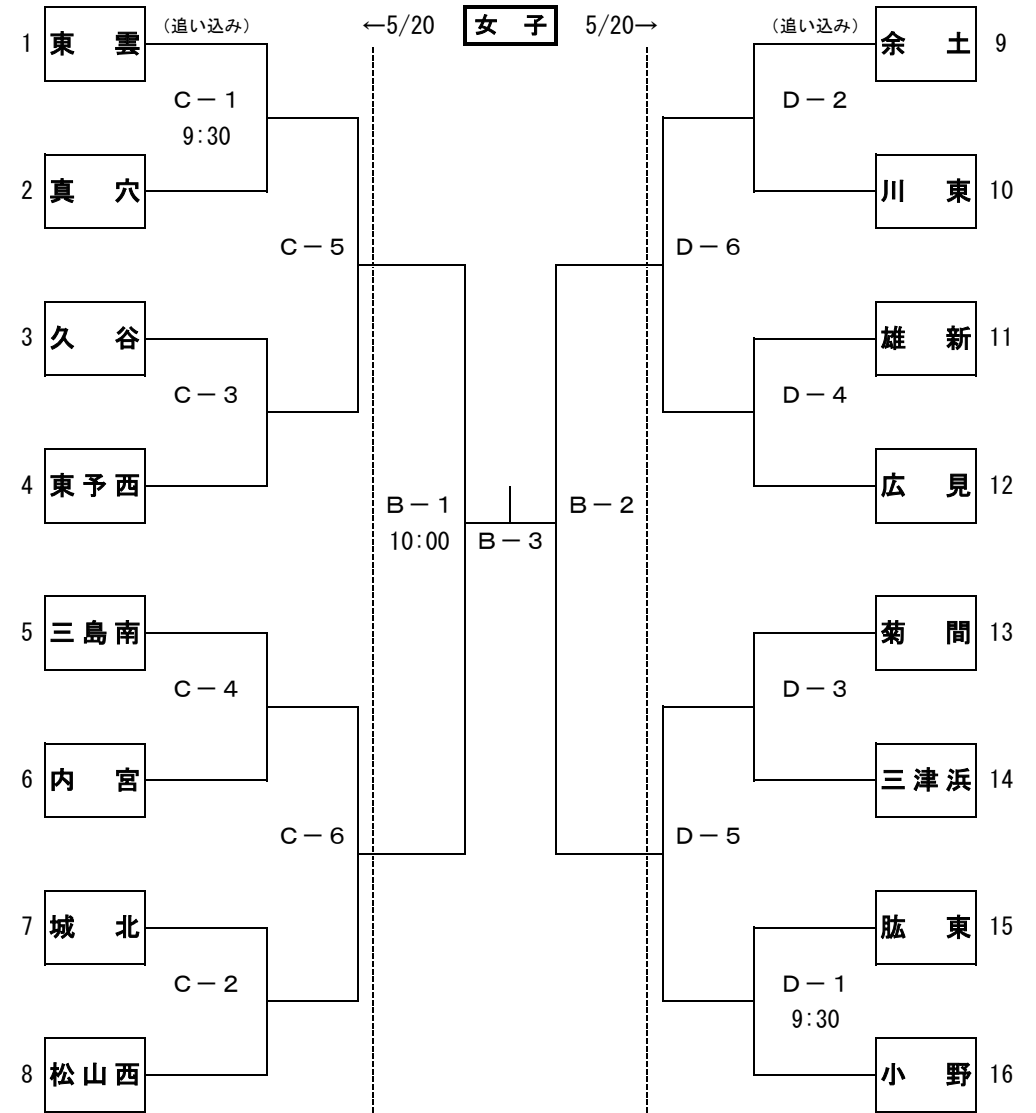 ←5/20 女 子 5/20→
(追い込み)
1 東 雲
C－1
9:30
2 真 穴
C－5
3 久 谷
C－3
4 東予西
B－1
10:00
5 三島南
C－4
6 内 宮
C－6
7 城 北
C－2
8 松山西
B－3
(追い込み)
余 土 9
D－2
川 東 10
D－6
雄 新 11
D－4
広 見 12
B－2
菊 間 13
D－3
三津浜 14
D－5
肱 東 15
D－1
9:30
小 野 16